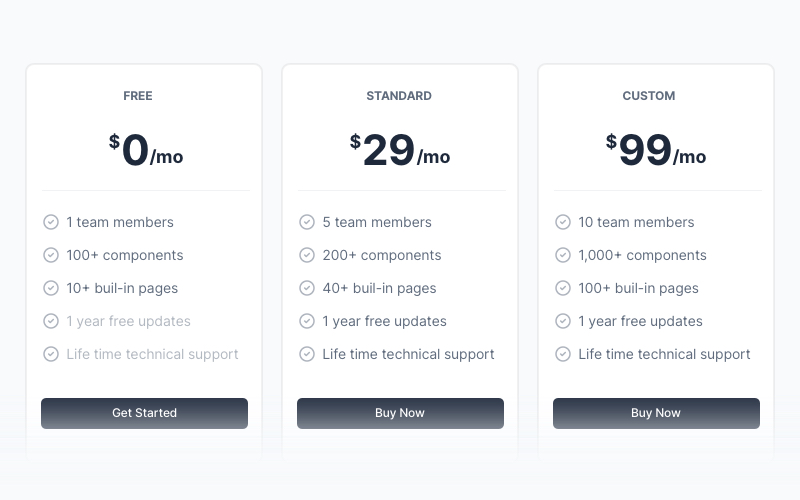 FREE
$0/mo
1 team members
100+ components
10+ buil-in pages
1 year free updates
Life time technical support
Get Started
STANDARD
$29/mo
5 team members
200+ components
40+ buil-in pages
1 year free updates
Life time technical support
Buy Now
CUSTOM
$99/mo
10 team members
1,000+ components
100+ buil-in pages
1 year free updates
Life time technical support
Buy Now